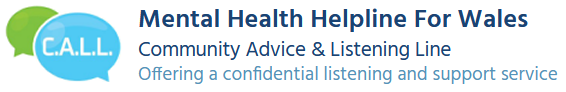 C.A.L.L.
Mental Health Helpline For Wales
Community Advice & Listening Line
Offering a confidential listening and support service